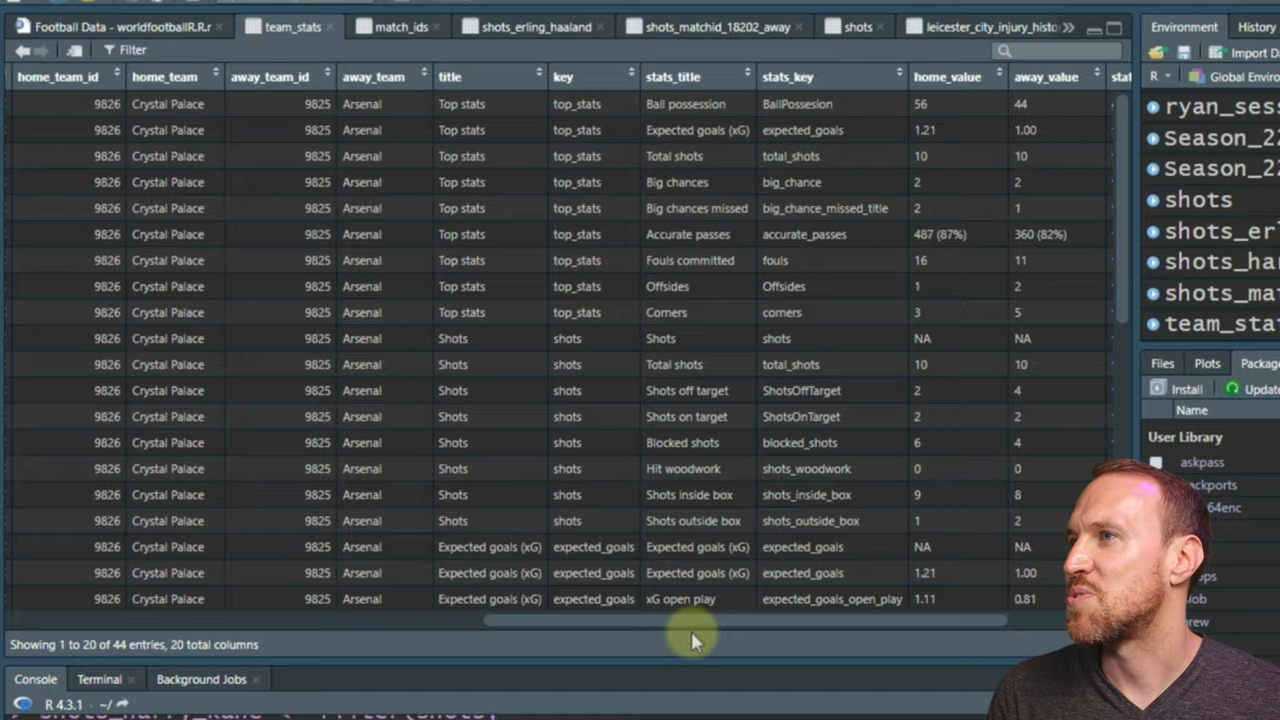 Football Data - worldfootballR.R team_stats match_ids shots_erling_haaland shots_matchid_18202_away shots leicester_city_injury_histo Environment History
Filter Import Da
home_team_id home_team away_team_id away_team title key stats_title stats_key home_value away_value stat R Global Enviro
9826 Crystal Palace 9825 Arsenal Top stats top_stats Ball possession BallPossesion 56 44 ryan_ses
9826 Crystal Palace 9825 Arsenal Top stats top_stats Expected goals (xG) expected_goals 1.21 1.00 Season_22
9826 Crystal Palace 9825 Arsenal Top stats top_stats Total shots total_shots 10 10 Season_22
9826 Crystal Palace 9825 Arsenal Top stats top_stats Big chances big_chance 2 2 shots
9826 Crystal Palace 9825 Arsenal Top stats top_stats Big chances missed big_chance_missed_title 2 1
9826 Crystal Palace 9825 Arsenal Top stats top_stats Accurate passes accurate_passes 487 (87%) 360 (82%) shots_er
9826 Crystal Palace 9825 Arsenal Top stats top_stats Fouls committed fouls 16 11 shots_ha
9826 Crystal Palace 9825 Arsenal Top stats top_stats Offsides Offsides 1 2 shots_ma
9826 Crystal Palace 9825 Arsenal Top stats top_stats Corners corners 3 5 team_sta
9826 Crystal Palace 9825 Arsenal Shots shots Shots shots NA NA
9826 Crystal Palace 9825 Arsenal Shots shots Total shots total_shots 10 10 Files Plots Package
9826 Crystal Palace 9825 Arsenal Shots shots Shots off target ShotsOffTarget 2 4 Install Update
9826 Crystal Palace 9825 Arsenal Shots shots Shots on target ShotsOnTarget 2 2 Name
9826 Crystal Palace 9825 Arsenal Shots shots Blocked shots blocked_shots 6 4 User Library
9826 Crystal Palace 9825 Arsenal Shots shots Hit woodwork shots_woodwork 0 0 askpass
9826 Crystal Palace 9825 Arsenal Shots shots Shots inside box shots_inside_box 9 8 ackports
9826 Crystal Palace 9825 Arsenal Shots shots Shots outside box shots_outside_box 1 2 64enc
9826 Crystal Palace 9825 Arsenal Expected goals (xG) expected_goals Expected goals (xG) expected_goals NA NA
9826 Crystal Palace 9825 Arsenal Expected goals (xG) expected_goals Expected goals (xG) expected_goals 1.21 1.00
9826 Crystal Palace 9825 Arsenal Expected goals (xG) expected_goals xG open play expected_goals_open_play 1.11 0.81
Showing 1 to 20 of 44 entries, 20 total columns
Console Terminal Background Jobs
R 4.3.1 · ~/